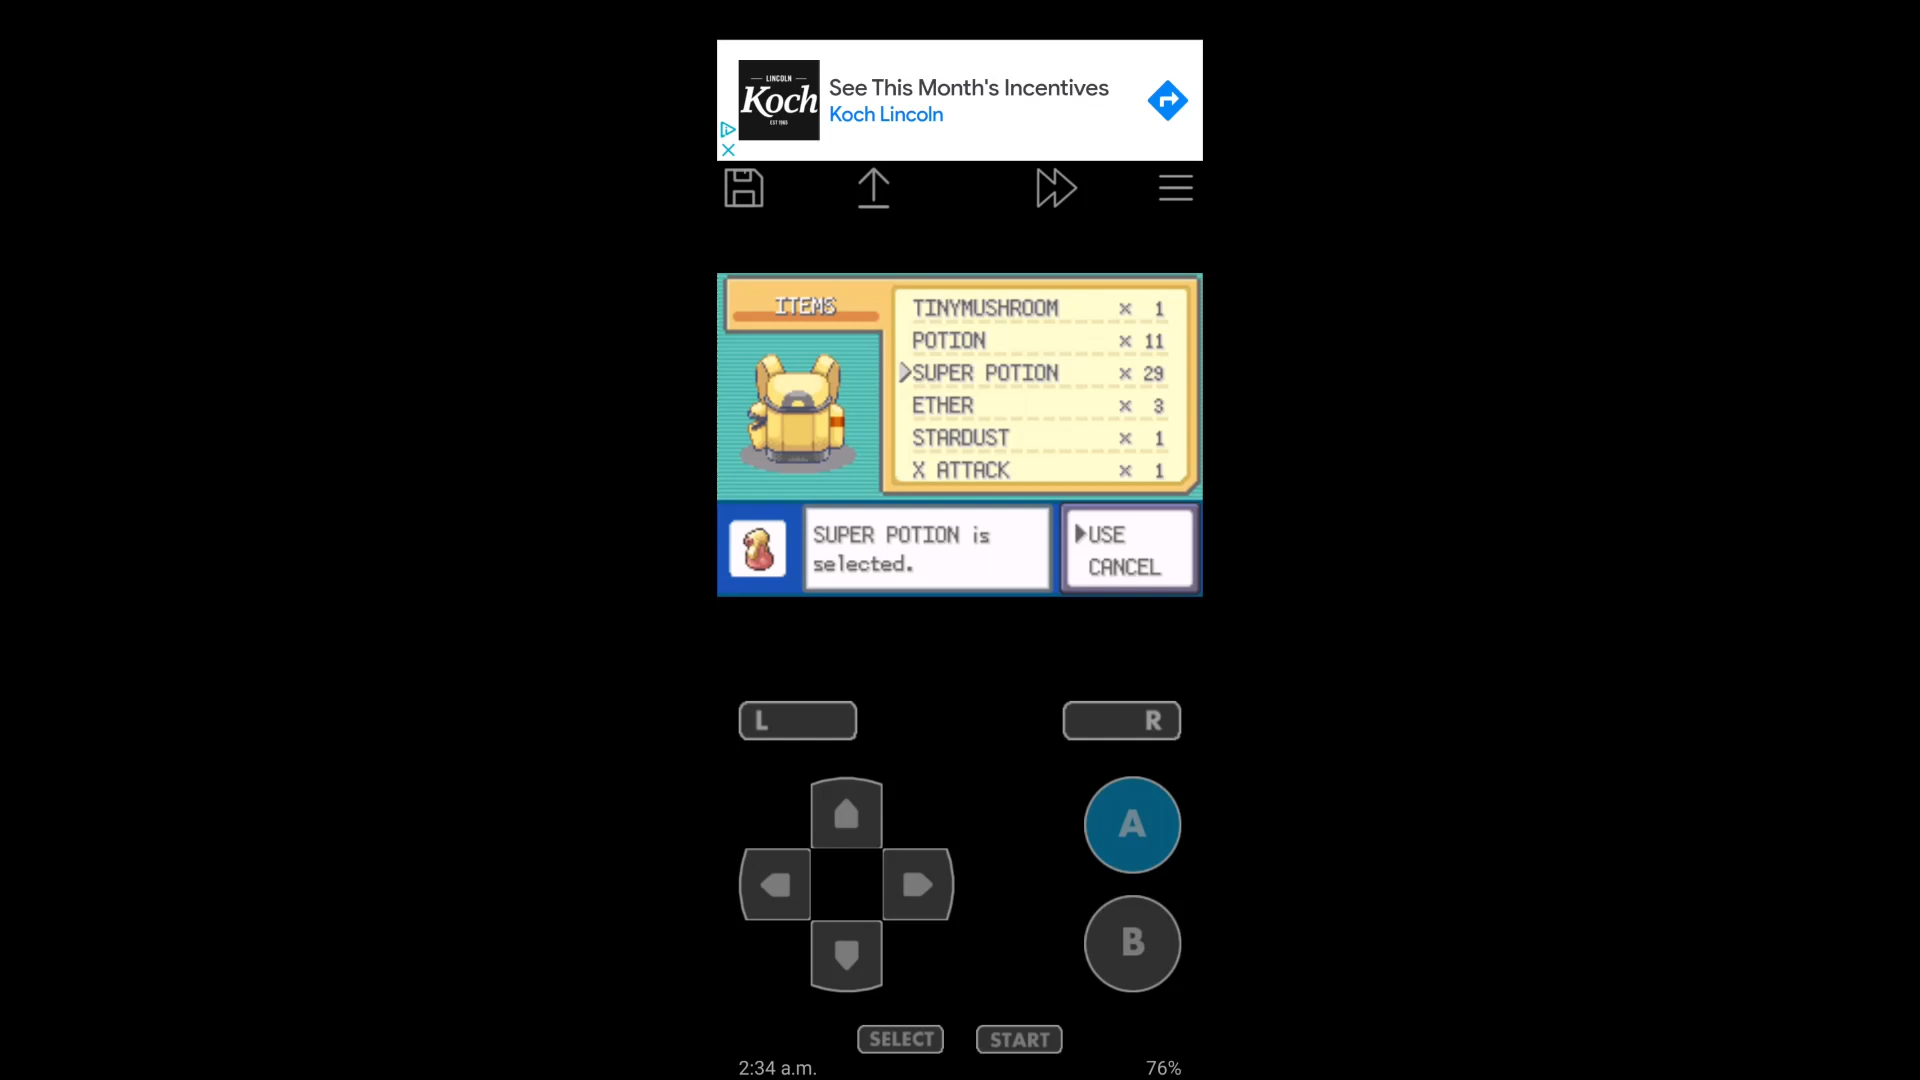 LINCOLN
Koch
EST 1965
See This Month's Incentives
Koch Lincoln
ITEMS
TINYMUSHROOM × 1
POTION × 11
SUPER POTION × 29
ETHER × 3
STARDUST × 1
X ATTACK × 1
SUPER POTION is
selected.
USE
CANCEL
L
R
A
B
SELECT
START
2:34 a.m.
76%